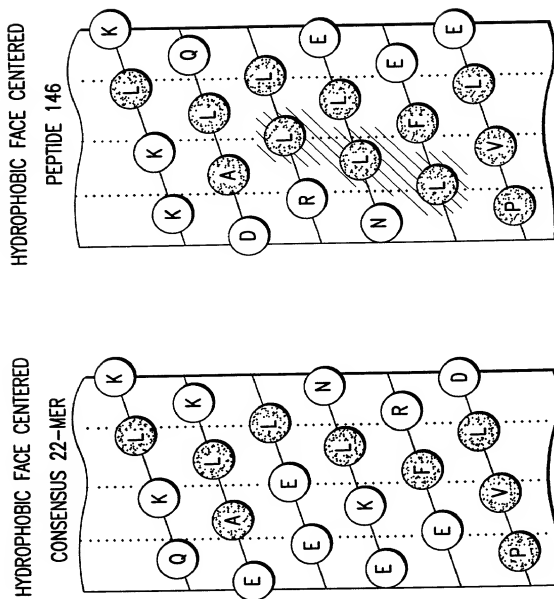 HYDROPHOBIC FACE CENTERED
CONSENSUS 22-MER
Q K L K
E A L K
E E L
E K L N
E F R
P V L D
HYDROPHOBIC FACE CENTERED
PEPTIDE 146
K K L K
D A L Q
R L L
N L L E
L F E
P V L E